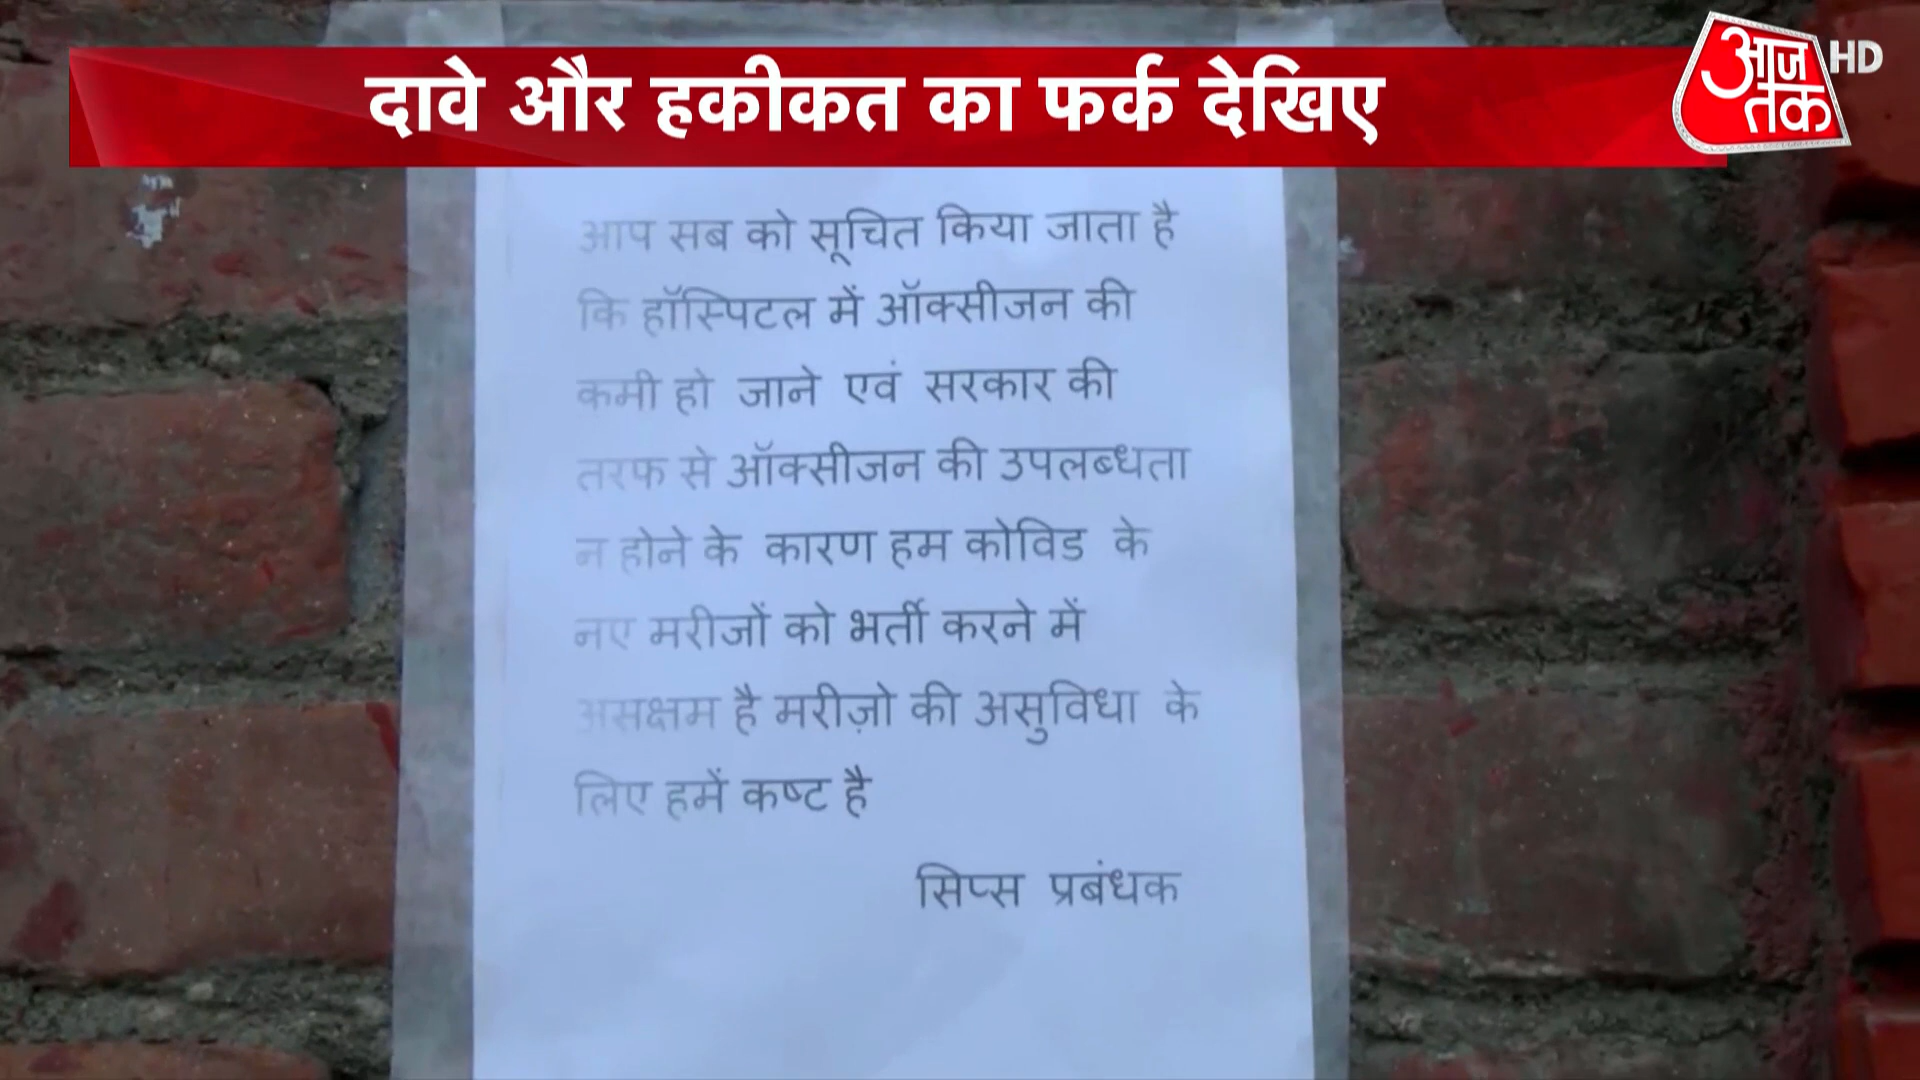 दावे और हकीकत का फर्क देखिए
आज तक HD
आप सब को सूचित किया जाता है
कि हॉस्पिटल में ऑक्सीजन की
कमी हो जाने एवं सरकार की
तरफ से ऑक्सीजन की उपलब्धता
न होने के कारण हम कोविड के
नए मरीजों को भर्ती करने में
असक्षम है मरीज़ो की असुविधा के
लिए हमें कष्ट है
सिप्स प्रबंधक